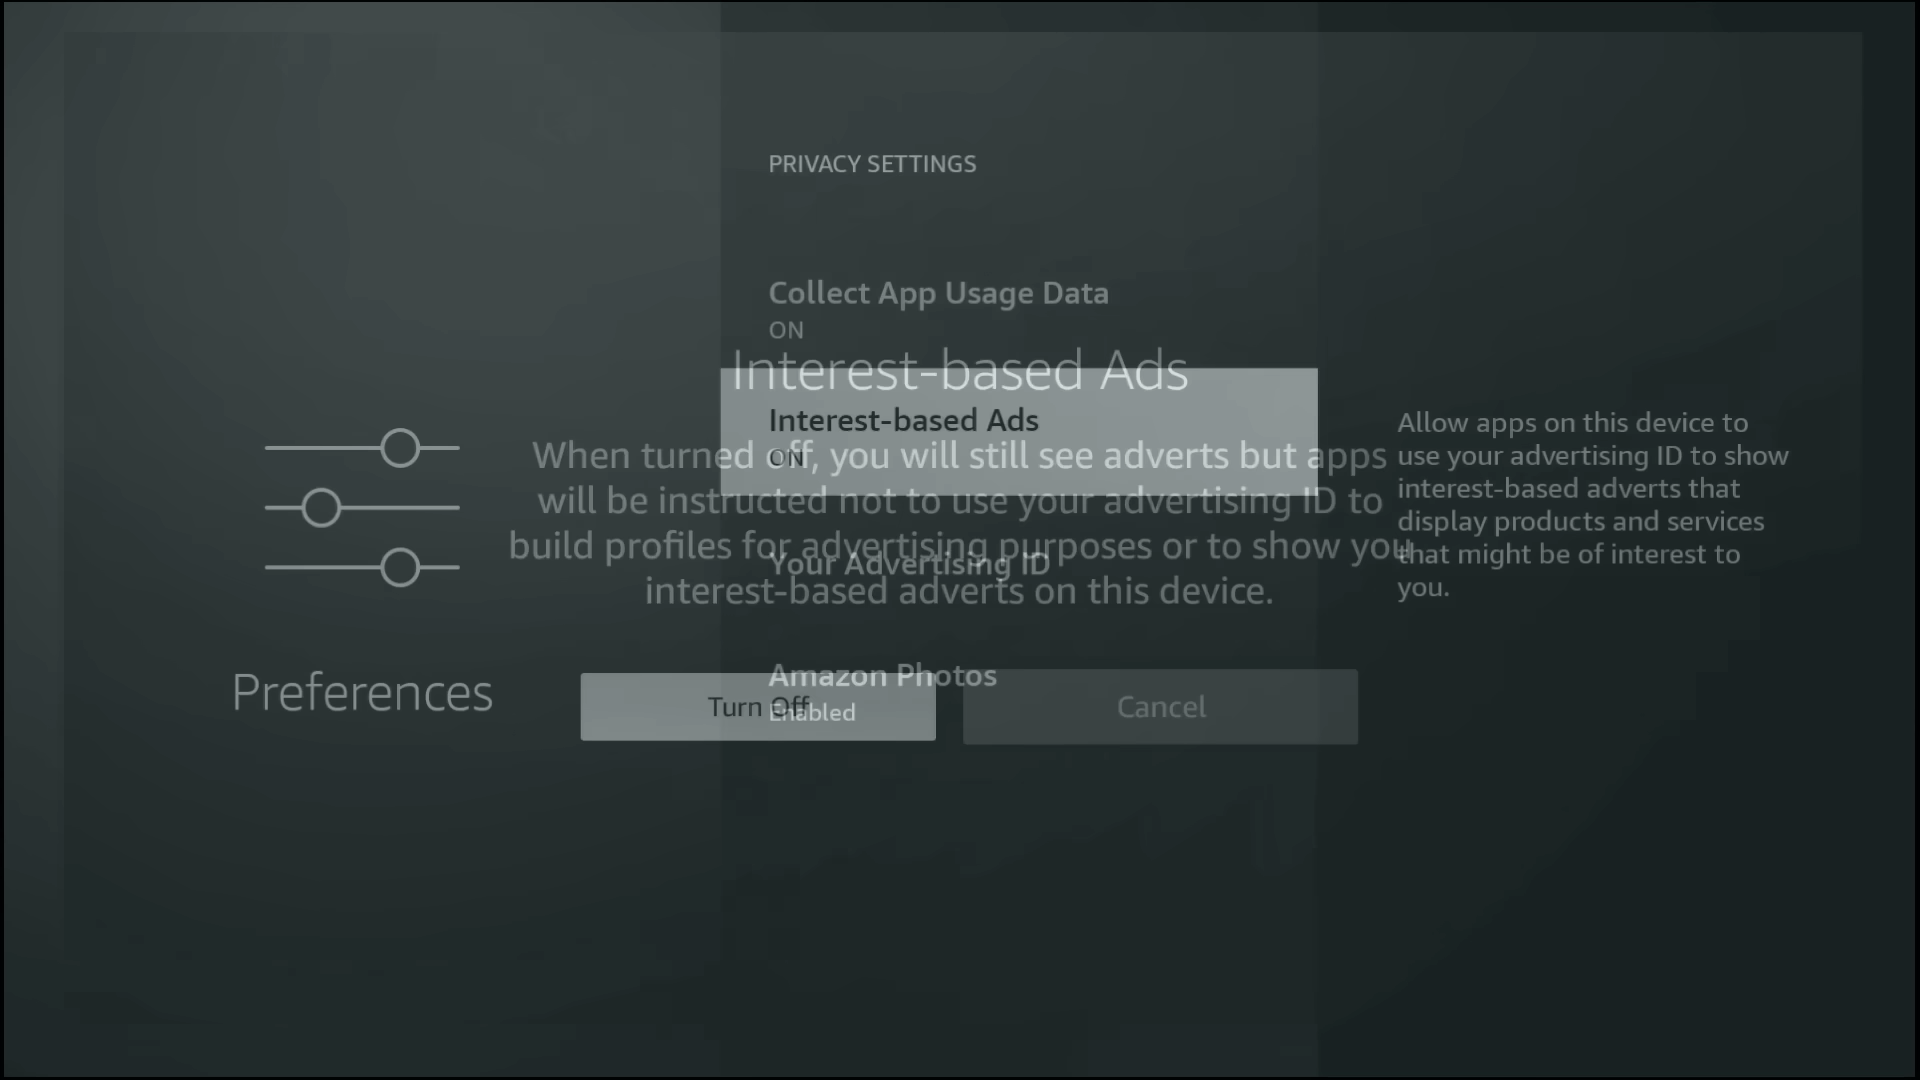 PRIVACY SETTINGS
Collect App Usage Data
ON
Interest-based Ads
ON
Your Advertising ID
Amazon Photos
Enabled
Preferences
Allow apps on this device to
use your advertising ID to show
interest-based adverts that
display products and services
that might be of interest to
you.
Interest-based Ads
When turned off, you will still see adverts but apps
will be instructed not to use your advertising ID to
build profiles for advertising purposes or to show you
interest-based adverts on this device.
Turn Off
Cancel